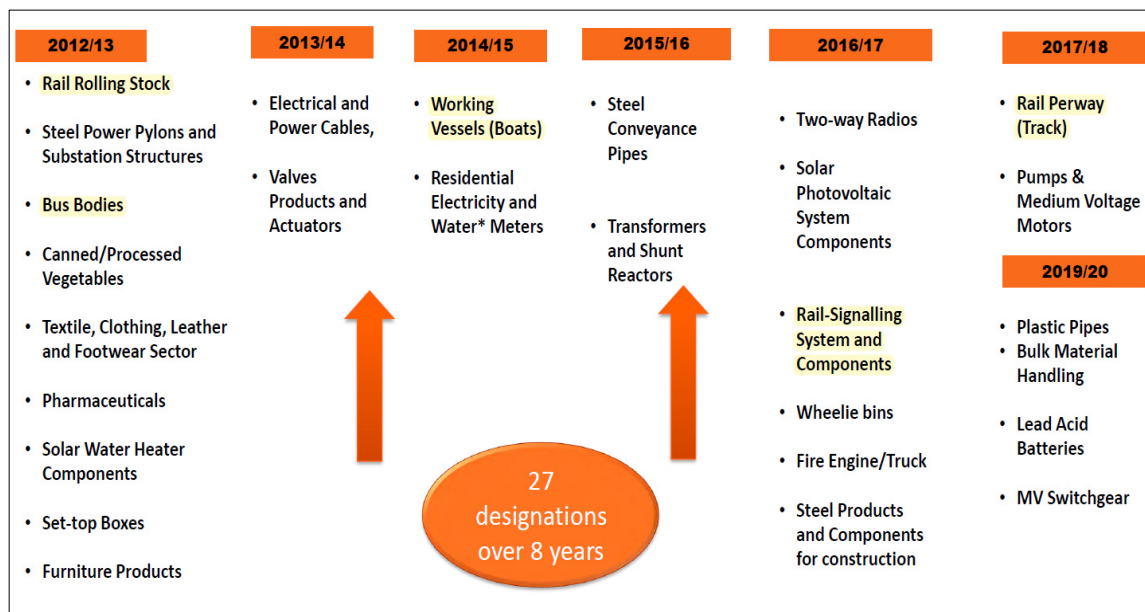 2012/13
• Rail Rolling Stock
• Steel Power Pylons and
Substation Structures
• Bus Bodies
• Canned/Processed
Vegetables
• Textile, Clothing, Leather
and Footwear Sector
• Pharmaceuticals
• Solar Water Heater
Components
• Set-top Boxes
• Furniture Products
2013/14
• Electrical and
Power Cables,
• Valves
Products and
Actuators
2014/15
• Working
Vessels (Boats)
• Residential
Electricity and
Water* Meters
2015/16
• Steel
Conveyance
Pipes
• Transformers
and Shunt
Reactors
2016/17
• Two-way Radios
• Solar
Photovoltaic
System
Components
• Rail-Signalling
System and
Components
• Wheelie bins
• Fire Engine/Truck
• Steel Products
and Components
for construction
2017/18
• Rail Perway
(Track)
• Pumps &
Medium Voltage
Motors
2019/20
• Plastic Pipes
• Bulk Material
Handling
• Lead Acid
Batteries
• MV Switchgear
27
designations
over 8 years